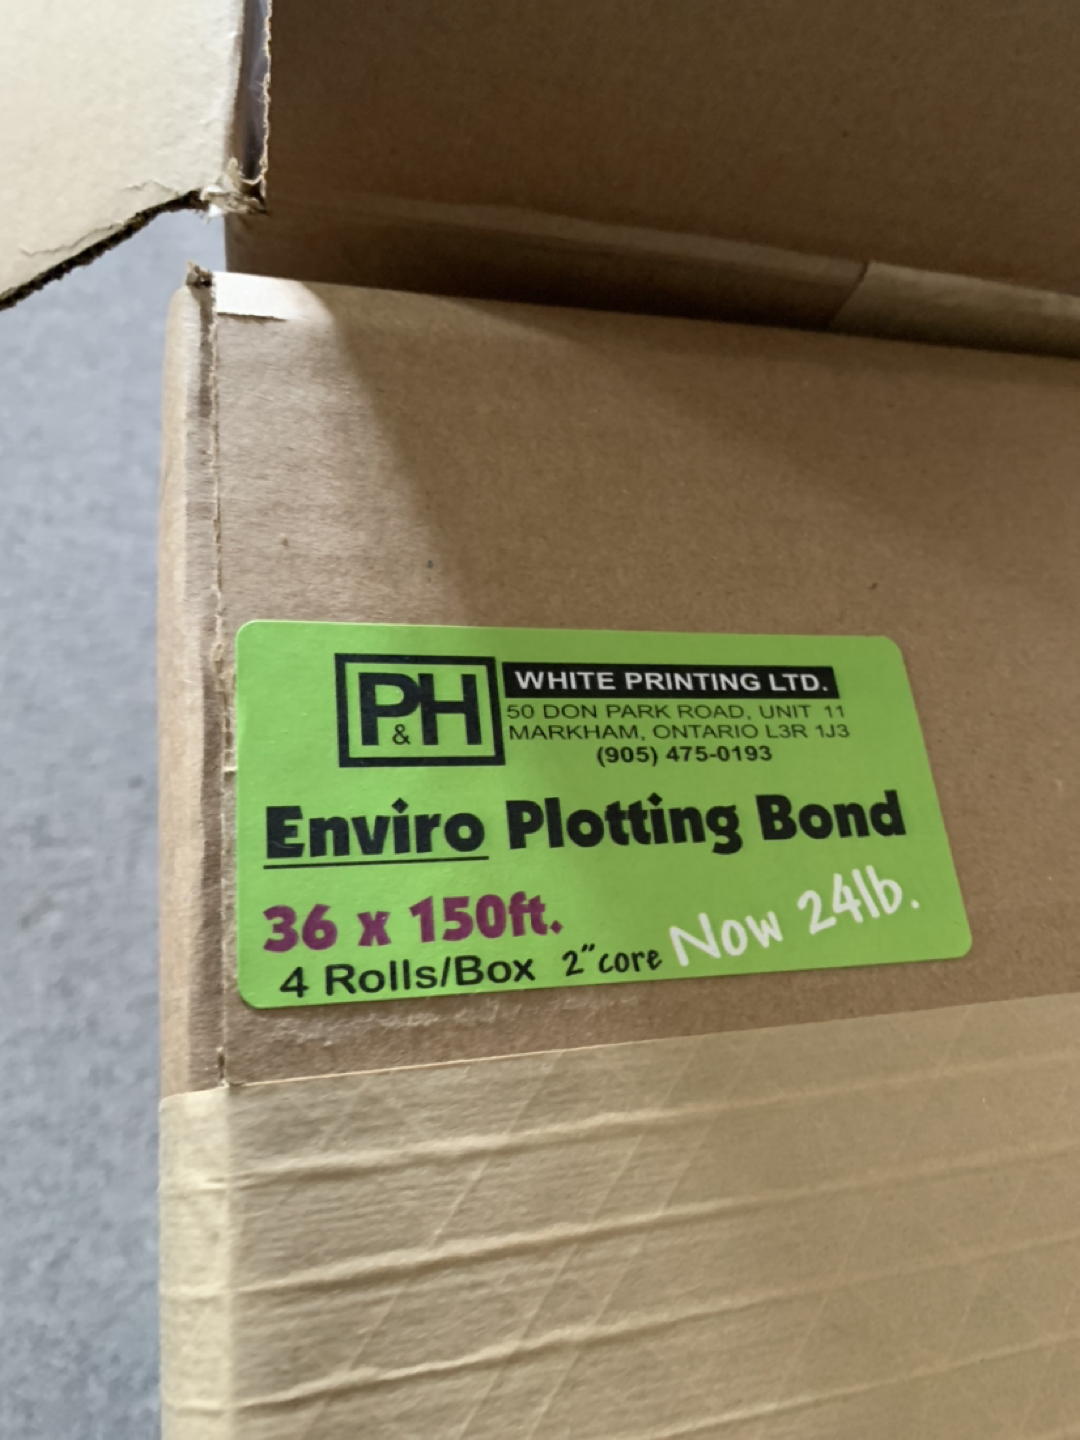 P&H
WHITE PRINTING LTD.
50 DON PARK ROAD, UNIT 11
MARKHAM, ONTARIO L3R 1J3
(905) 475-0193
Enviro Plotting Bond
36 x 150ft.
4 Rolls/Box 2" core Now 24lb.